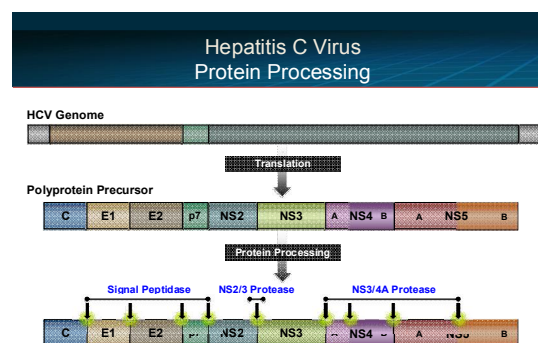 Hepatitis C Virus
Protein Processing
HCV Genome
Translation
Polyprotein Precursor
C E1 E2 p7 NS2 NS3 A NS4 B A NS5 B
Protein Processing
Signal Peptidase NS2/3 Protease NS3/4A Protease
C E1 E2 NS2 NS3 NS4 A B